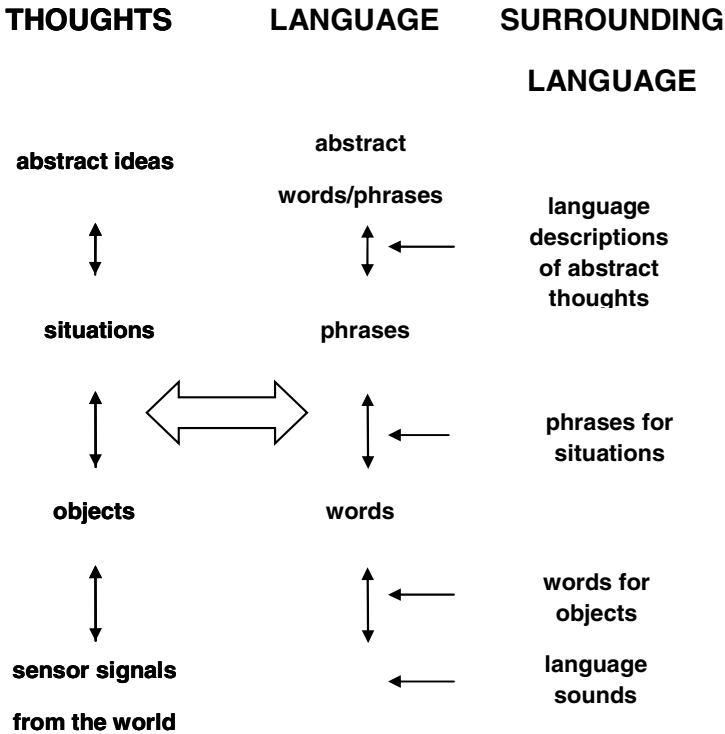 THOUGHTS LANGUAGE SURROUNDING
LANGUAGE
abstract ideas
abstract
words/phrases
language
descriptions
of abstract
thoughts
situations
phrases
phrases for
situations
objects
words
words for
objects
sensor signals
from the world
language
sounds